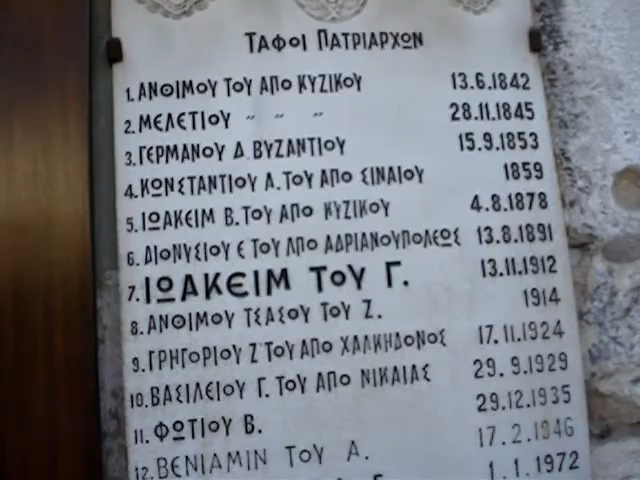 ΤΑΦΟΙ ΠΑΤΡΙΑΡΧΩΝ
1. ΑΝΘΙΜΟΥ ΤΟΥ ΑΠΟ ΚΥΖΙΚΟΥ 13.6.1842
2. ΜΕΛΕΤΙΟΥ " " " 28.11.1845
3. ΓΕΡΜΑΝΟΥ Δ. ΒΥΖΑΝΤΙΟΥ 15.9.1853
4. ΚΩΝΣΤΑΝΤΙΟΥ Α. ΤΟΥ ΑΠΟ ΣΙΝΑΙΟΥ 1859
5. ΙΩΑΚΕΙΜ Β. ΤΟΥ ΑΠΟ ΚΥΖΙΚΟΥ 4.8.1878
6. ΔΙΟΝΥΣΙΟΥ Ε ΤΟΥ ΑΠΟ ΑΔΡΙΑΝΟΥΠΟΛΕΩΣ 13.8.1891
7. ΙΩΑΚΕΙΜ ΤΟΥ Γ. 13.11.1912
8. ΑΝΘΙΜΟΥ ΤΣΑΣΟΥ ΤΟΥ Ζ. 1914
9. ΓΡΗΓΟΡΙΟΥ Ζ ΤΟΥ ΑΠΟ ΧΑΛΚΗΔΟΝΟΣ 17.11.1924
10. ΒΑΣΙΛΕΙΟΥ Γ. ΤΟΥ ΑΠΟ ΝΙΚΑΙΑΣ 29.9.1929
11. ΦΩΤΙΟΥ Β. 29.12.1935
12. ΒΕΝΙΑΜΙΝ ΤΟΥ Α. 17.2.1946
1.1.1972